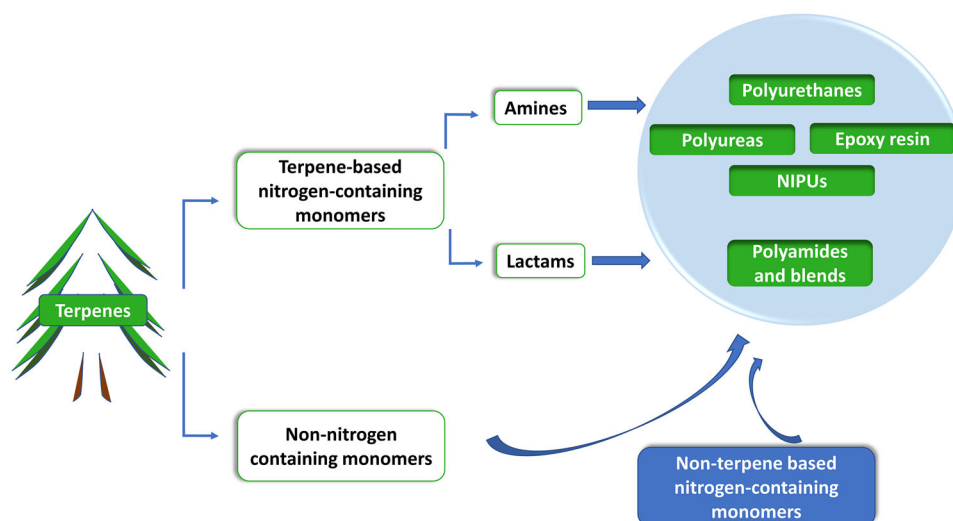 Terpenes
Terpene-based
nitrogen-containing
monomers
Non-nitrogen
containing monomers
Amines
Lactams
Polyurethanes
Polyureas
Epoxy resin
NIPUs
Polyamides
and blends
Non-terpene based
nitrogen-containing
monomers